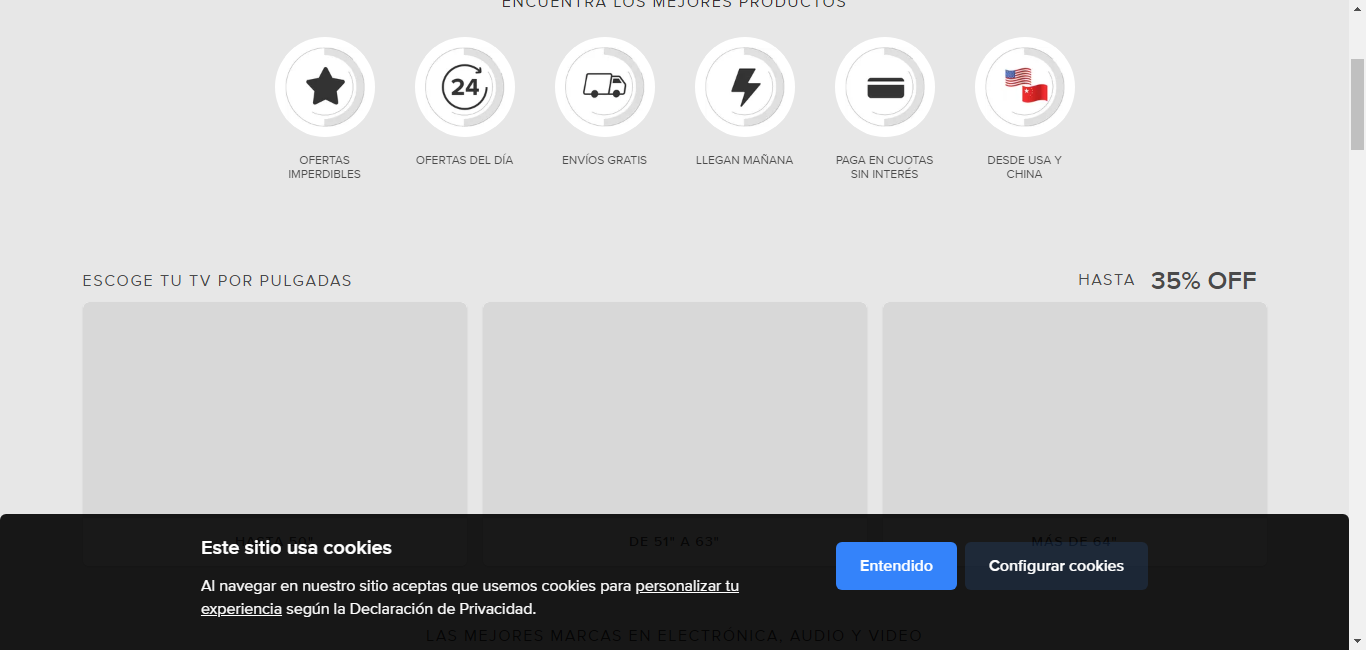 ENCUENTRA LOS MEJORES PRODUCTOS
24
OFERTAS
IMPERDIBLES
OFERTAS DEL DÍA
ENVÍOS GRATIS
LLEGAN MAÑANA
PAGA EN CUOTAS
SIN INTERÉS
DESDE USA Y
CHINA
ESCOGE TU TV POR PULGADAS
HASTA 35% OFF
HASTA 50"
DE 51" A 63"
MÁS DE 64"
Este sitio usa cookies
Al navegar en nuestro sitio aceptas que usemos cookies para personalizar tu
experiencia según la Declaración de Privacidad.
Entendido
Configurar cookies
LAS MEJORES MARCAS EN ELECTRÓNICA, AUDIO Y VIDEO